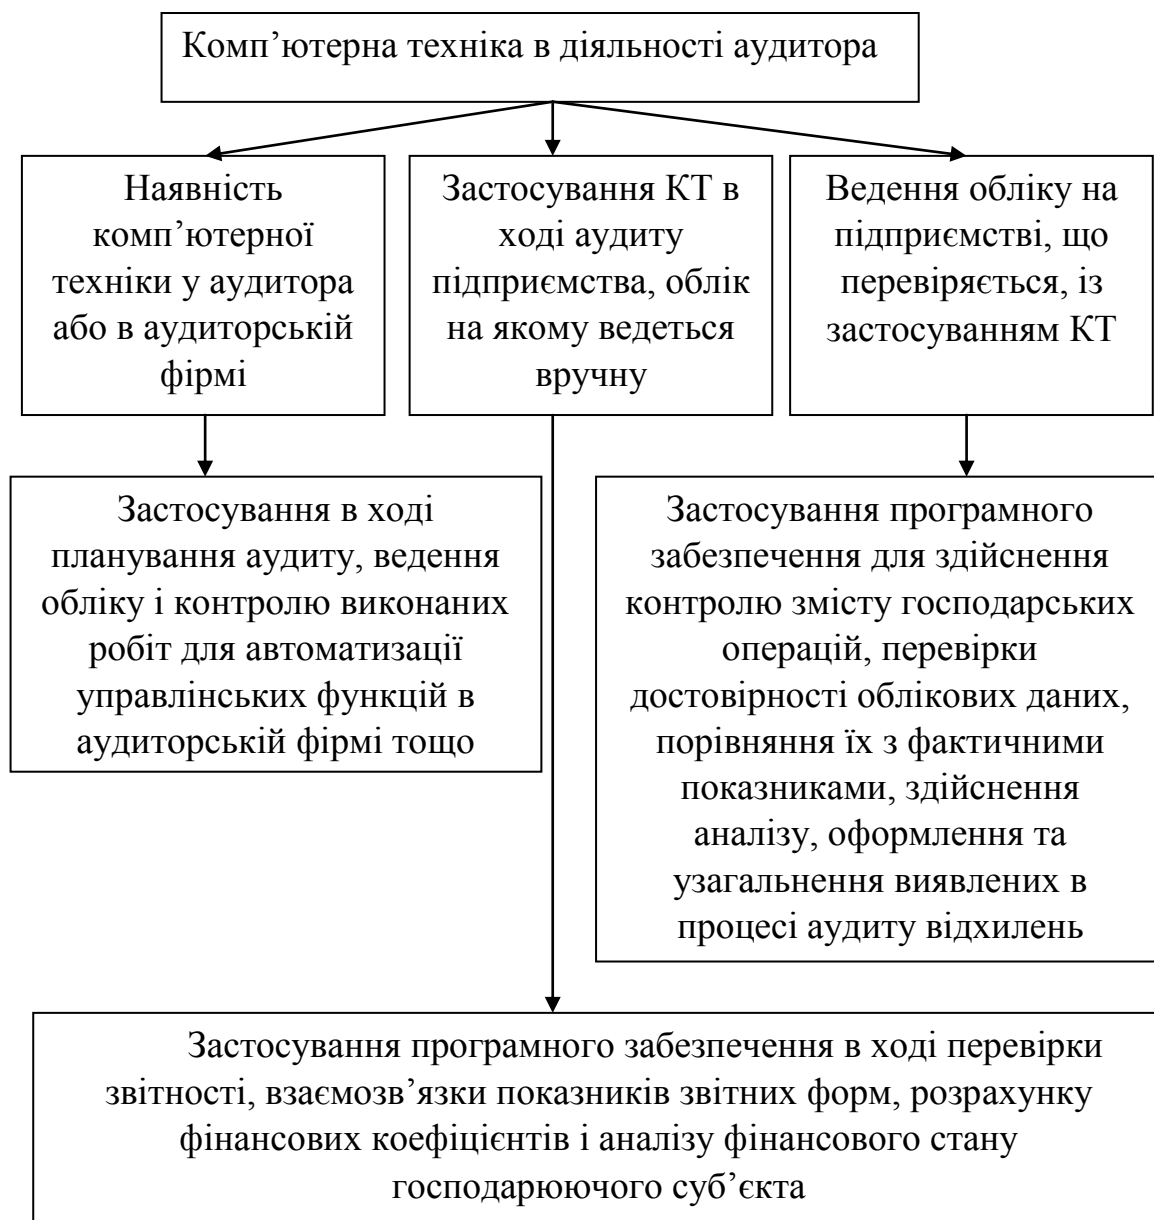 Комп’ютерна техніка в діяльності аудитора
Наявність
комп’ютерної
техніки у аудитора
або в аудиторській
фірмі
Застосування КТ в
ході аудиту
підприємства, облік
на якому ведеться
вручну
Ведення обліку на
підприємстві, що
перевіряється, із
застосуванням КТ
Застосування в ході
планування аудиту, ведення
обліку і контролю виконаних
робіт для автоматизації
управлінських функцій в
аудиторській фірмі тощо
Застосування програмного
забезпечення для здійснення
контролю змісту господарських
операцій, перевірки
достовірності облікових даних,
порівняння їх з фактичними
показниками, здійснення
аналізу, оформлення та
узагальнення виявлених в
процесі аудиту відхилень
Застосування програмного забезпечення в ході перевірки
звітності, взаємозв’язки показників звітних форм, розрахунку
фінансових коефіцієнтів і аналізу фінансового стану
господарюючого суб’єкта